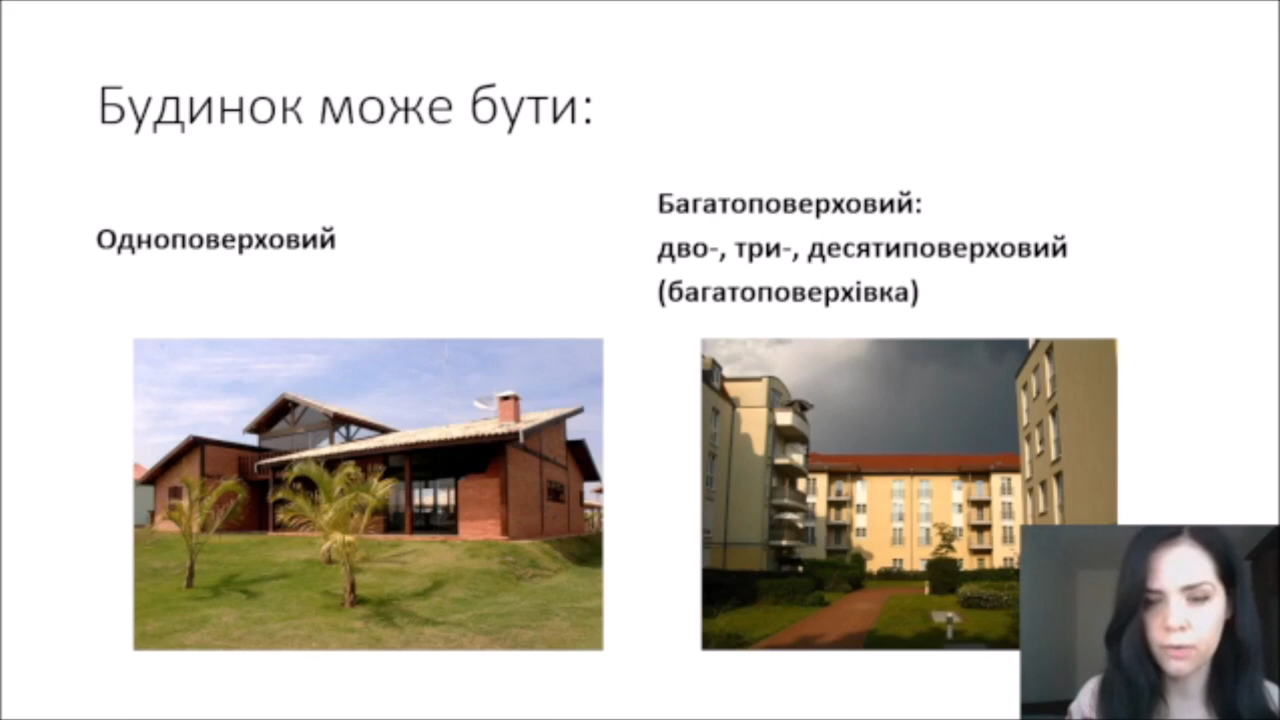 Будинок може бути:
Одноповерховий
Багатоповерховий:
дво-, три-, десятиповерховий
(багатоповерхівка)